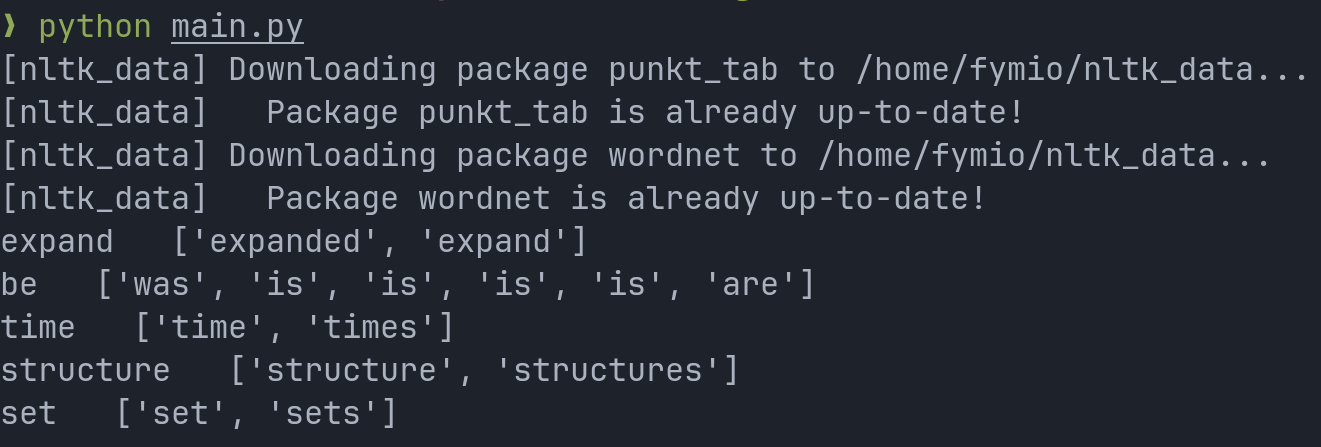 ❯ python main.py
[nltk_data] Downloading package punkt_tab to /home/fymio/nltk_data...
[nltk_data]   Package punkt_tab is already up-to-date!
[nltk_data] Downloading package wordnet to /home/fymio/nltk_data...
[nltk_data]   Package wordnet is already up-to-date!
expand   ['expanded', 'expand']
be   ['was', 'is', 'is', 'is', 'is', 'are']
time   ['time', 'times']
structure   ['structure', 'structures']
set   ['set', 'sets']